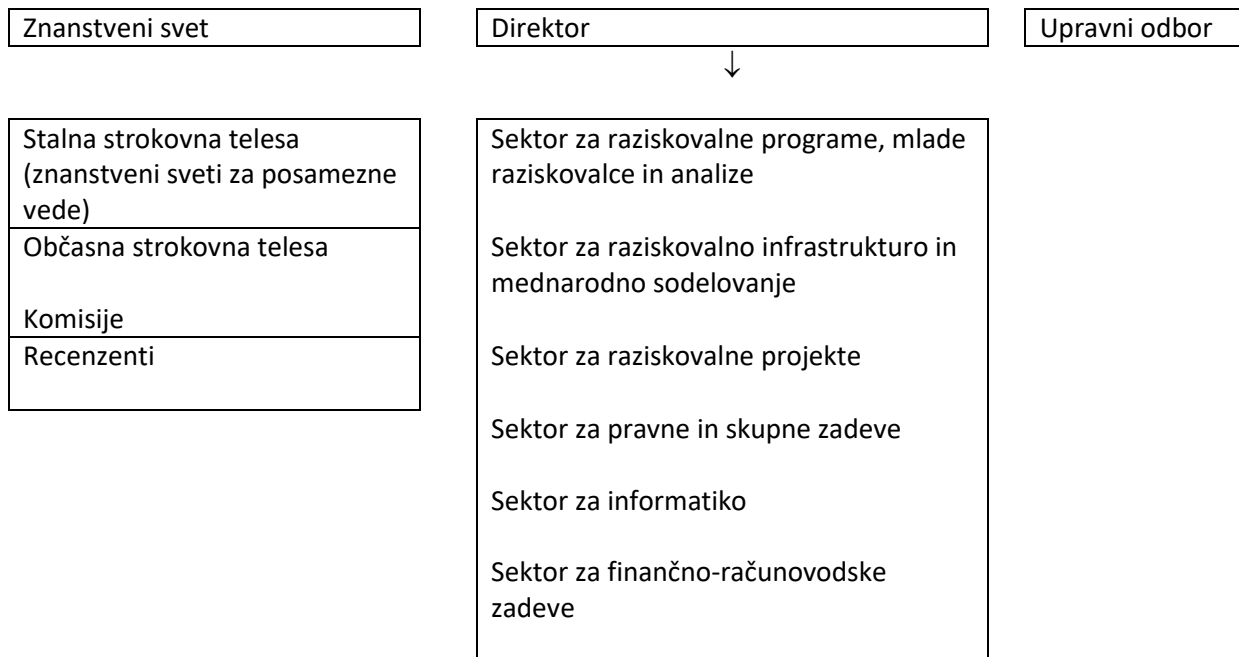 Znanstveni svet
Direktor
Upravni odbor
↓
Stalna strokovna telesa
(znanstveni sveti za posamezne
vede)
Občasna strokovna telesa
Komisije
Recenzenti
Sektor za raziskovalne programe, mlade
raziskovalce in analize
Sektor za raziskovalno infrastrukturo in
mednarodno sodelovanje
Sektor za raziskovalne projekte
Sektor za pravne in skupne zadeve
Sektor za informatiko
Sektor za finančno-računovodske
zadeve